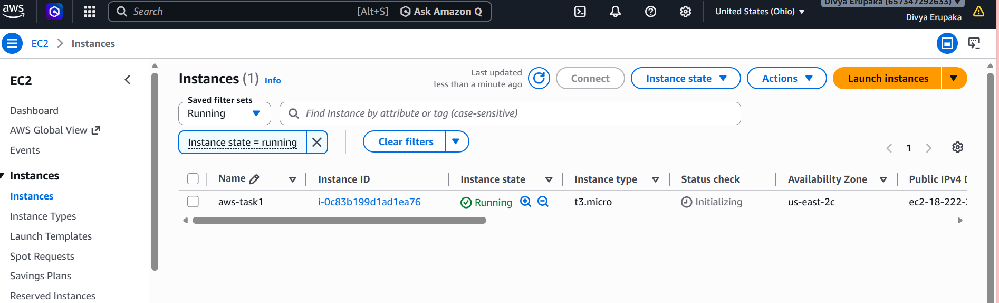 aws
Search [Alt+S] Ask Amazon Q
United States (Ohio)
Divya Erupaka (657347292633)
Divya Erupaka
EC2 Instances
EC2
Dashboard
AWS Global View
Events
Instances
Instances
Instance Types
Launch Templates
Spot Requests
Savings Plans
Reserved Instances
Instances (1) Info
Last updated
less than a minute ago
Connect
Instance state
Actions
Launch instances
Saved filter sets
Running
Find Instance by attribute or tag (case-sensitive)
Instance state = running
Clear filters
1
Name Instance ID Instance state Instance type Status check Availability Zone Public IPv4 D
aws-task1 i-0c83b199d1ad1ea76 Running t3.micro Initializing us-east-2c ec2-18-222-